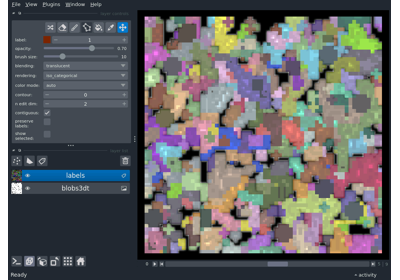 File View Plugins Window Help
label: 1
opacity: 0.70
brush size: 10
blending: translucent
rendering: iso_categorical
color mode: auto
contour: 0
n edit dim: 2
contiguous:
preserve
labels:
show
selected:
labels
blobs3dt
Ready
activity